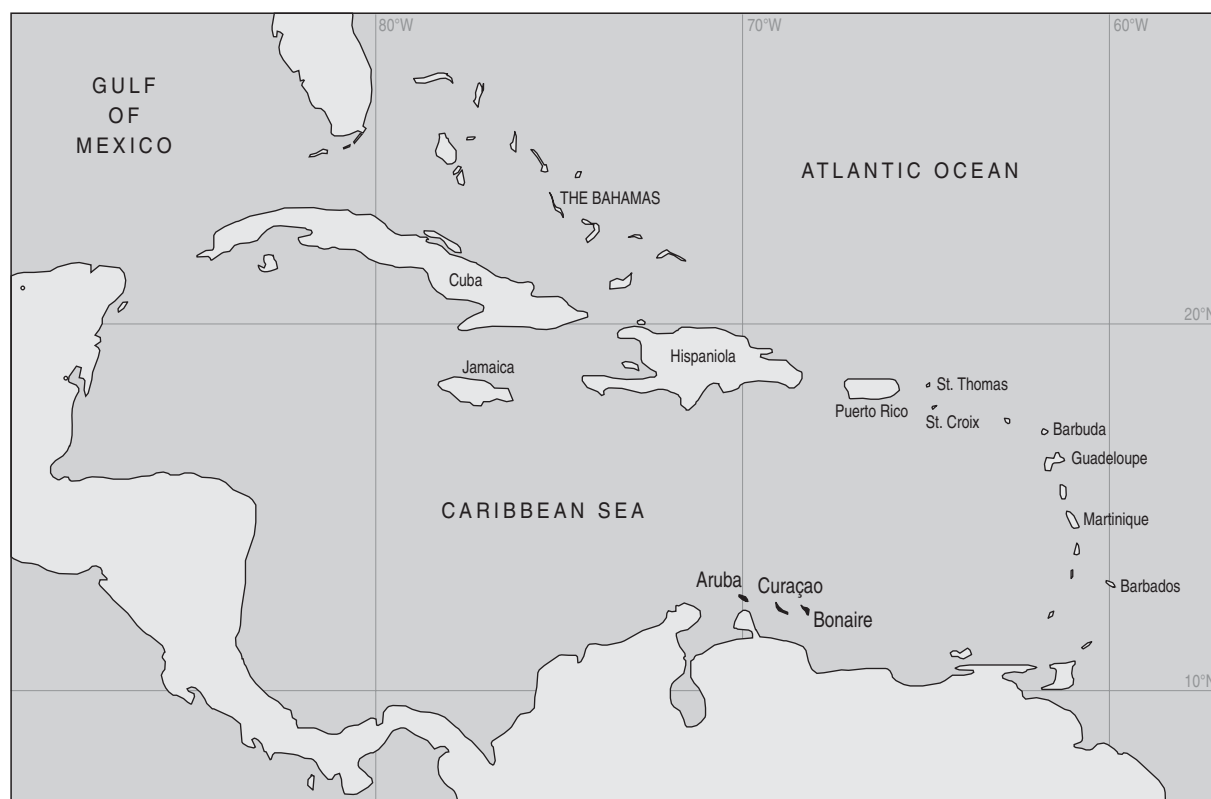 80°W
70°W
60°W
GULF
OF
MEXICO
ATLANTIC OCEAN
THE BAHAMAS
Cuba
20°N
Hispaniola
Jamaica
St. Thomas
Puerto Rico
St. Croix
Barbuda
Guadeloupe
CARIBBEAN SEA
Martinique
Aruba
Curaçao
Barbados
Bonaire
10°N